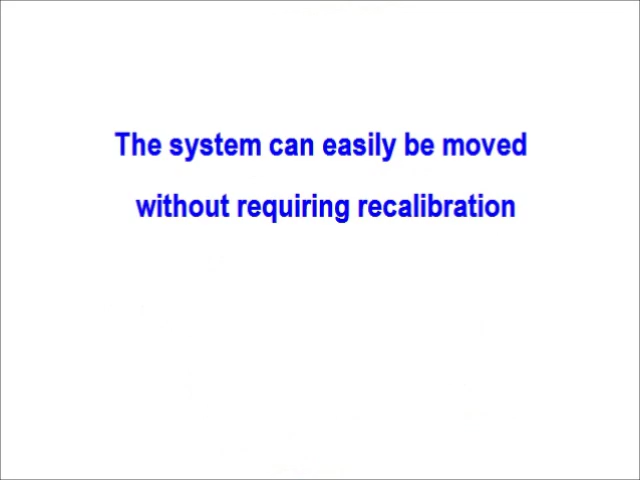 The system can easily be moved
without requiring recalibration